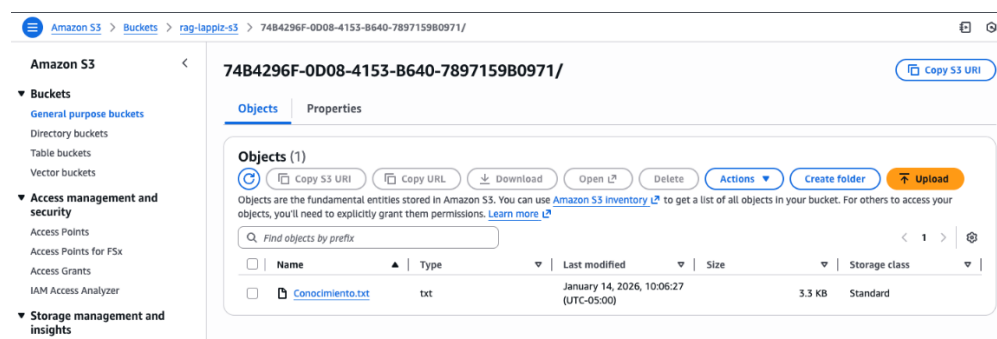 Amazon S3 > Buckets > rag-lappiz-s3 > 74B4296F-0D08-4153-B640-7897159B0971/
Amazon S3
Buckets
General purpose buckets
Directory buckets
Table buckets
Vector buckets
Access management and
security
Access Points
Access Points for FSx
Access Grants
IAM Access Analyzer
Storage management and
insights
74B4296F-0D08-4153-B640-7897159B0971/
Copy S3 URI
Objects Properties
Objects (1)
Copy S3 URI Copy URL Download Open Delete Actions Create folder Upload
Objects are the fundamental entities stored in Amazon S3. You can use Amazon S3 inventory to get a list of all objects in your bucket. For others to access your
objects, you'll need to explicitly grant them permissions. Learn more
Find objects by prefix
< 1 >
Name Type Last modified Size Storage class
Conocimiento.txt txt January 14, 2026, 10:06:27 (UTC-05:00) 3.3 KB Standard